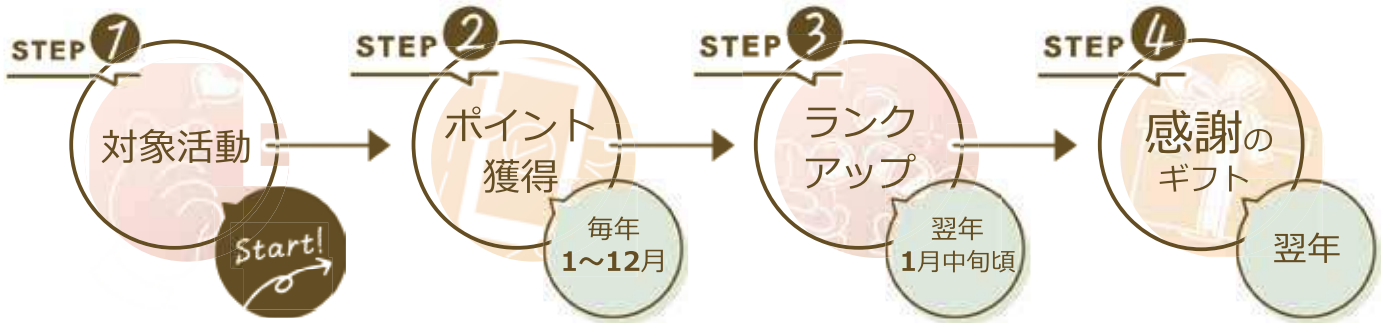 STEP 1
対象活動
Start!
STEP 2
ポイント
獲得
毎年
1～12月
STEP 3
ランク
アップ
翌年
1月中旬頃
STEP 4
感謝の
ギフト
翌年